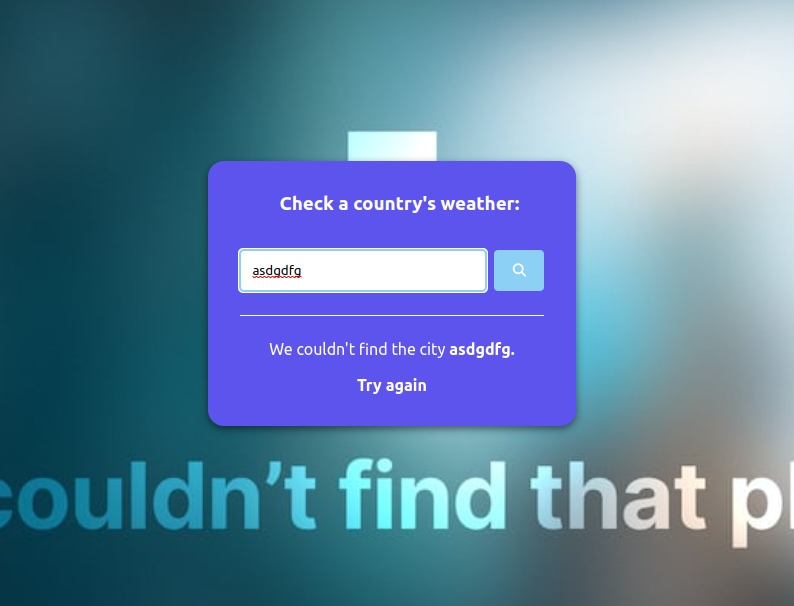 Check a country's weather:
asdgdfg
We couldn't find the city asdgdfg.
Try again
couldn’t find that pl